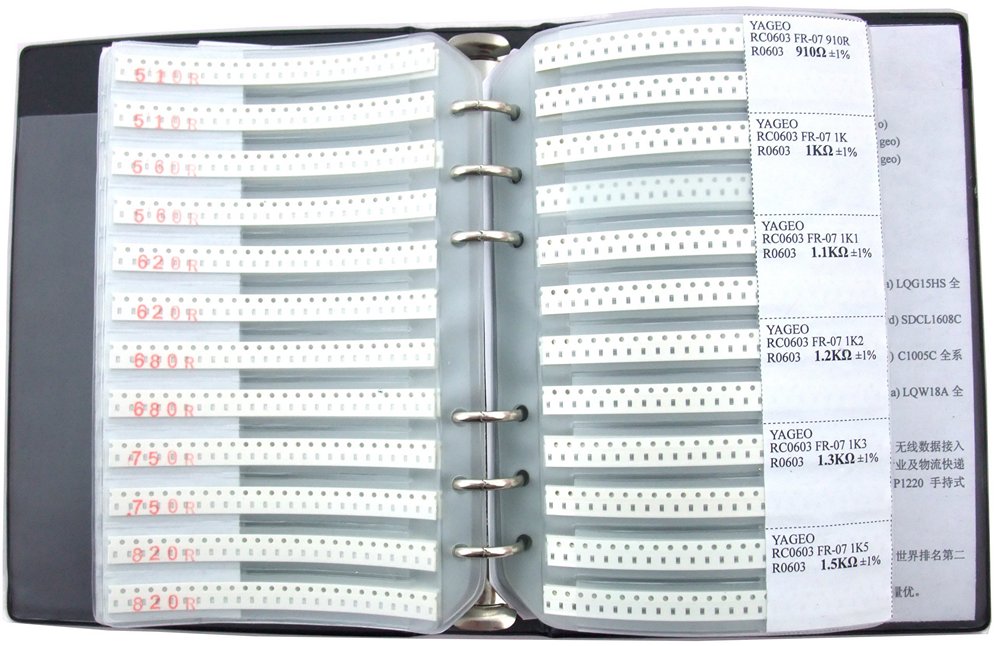 510R
510R
560R
560R
620R
620R
680R
680R
750R
750R
820R
820R
YAGEO
RC0603 FR-07 910R
R0603 910Ω ±1%
YAGEO
RC0603 FR-07 1K
R0603 1KΩ ±1%
YAGEO
RC0603 FR-07 1K1
R0603 1.1KΩ ±1%
YAGEO
RC0603 FR-07 1K2
R0603 1.2KΩ ±1%
YAGEO
RC0603 FR-07 1K3
R0603 1.3KΩ ±1%
YAGEO
RC0603 FR-07 1K5
R0603 1.5KΩ ±1%
o)
geo)
geo)
a) LQG15HS 全
d) SDCL1608C
) C1005C 全系
a) LQW18A 全
无线数据接入
业及物流快递
P1220 手持式
世界排名第二
量优。